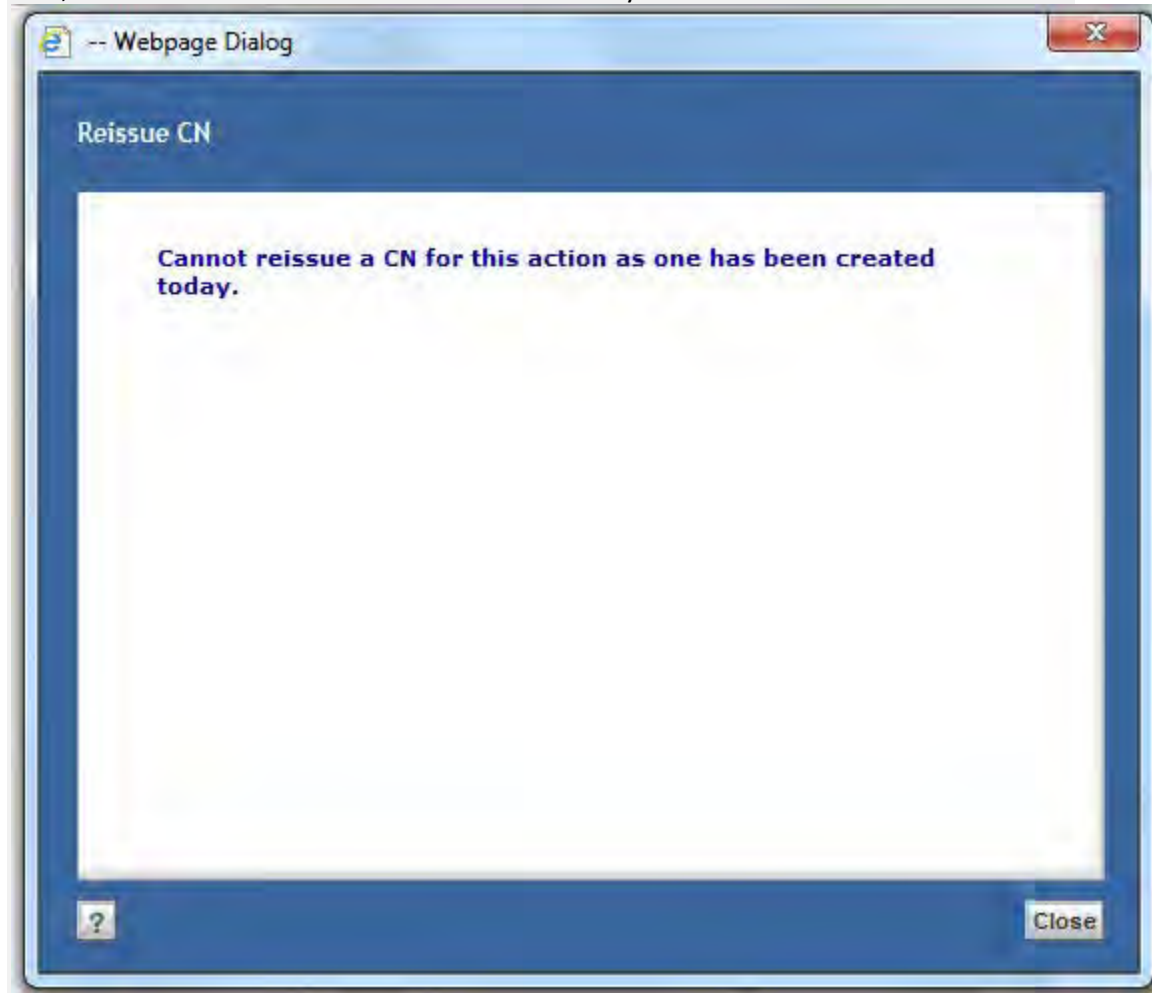 -- Webpage Dialog
Reissue CN
Cannot reissue a CN for this action as one has been created
today.
?
Close